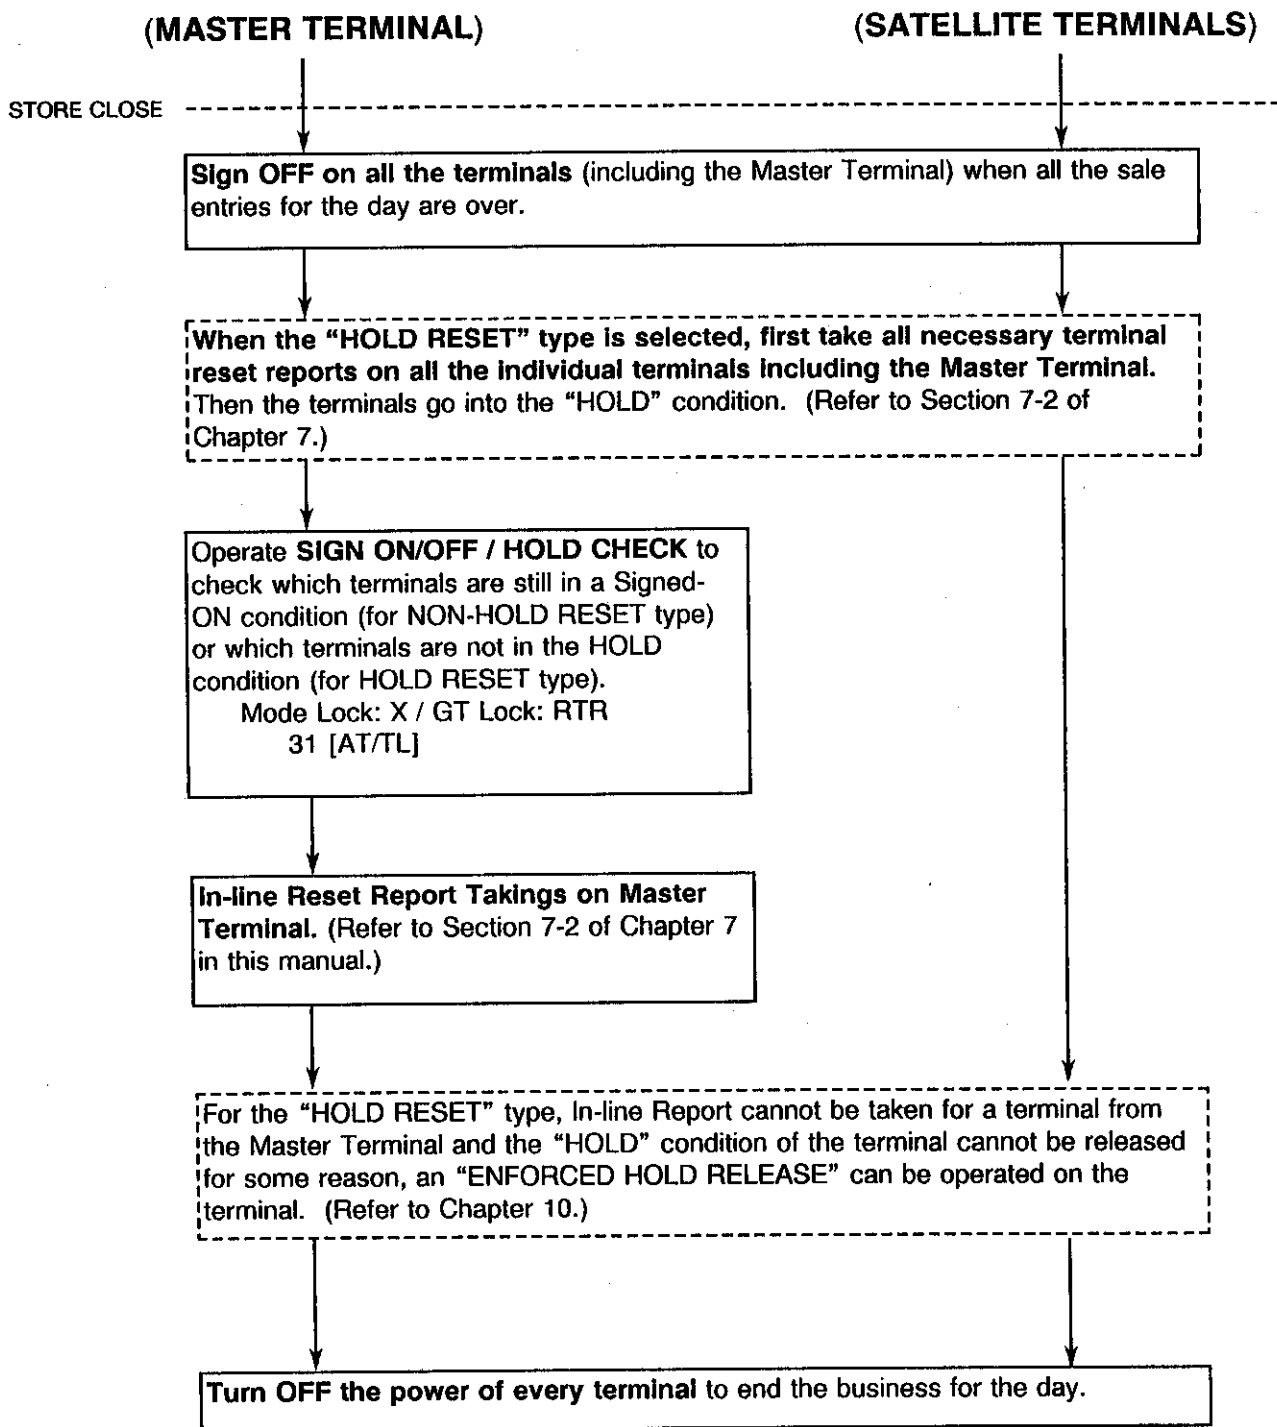 (MASTER TERMINAL)
(SATELLITE TERMINALS)
STORE CLOSE
Sign OFF on all the terminals (including the Master Terminal) when all the sale
entries for the day are over.
When the “HOLD RESET” type is selected, first take all necessary terminal
reset reports on all the individual terminals including the Master Terminal.
Then the terminals go into the “HOLD” condition. (Refer to Section 7-2 of
Chapter 7.)
Operate SIGN ON/OFF / HOLD CHECK to
check which terminals are still in a Signed-
ON condition (for NON-HOLD RESET type)
or which terminals are not in the HOLD
condition (for HOLD RESET type).
Mode Lock: X / GT Lock: RTR
31 [AT/TL]
In-line Reset Report Takings on Master
Terminal. (Refer to Section 7-2 of Chapter 7
in this manual.)
For the “HOLD RESET” type, In-line Report cannot be taken for a terminal from
the Master Terminal and the “HOLD” condition of the terminal cannot be released
for some reason, an “ENFORCED HOLD RELEASE” can be operated on the
terminal. (Refer to Chapter 10.)
Turn OFF the power of every terminal to end the business for the day.